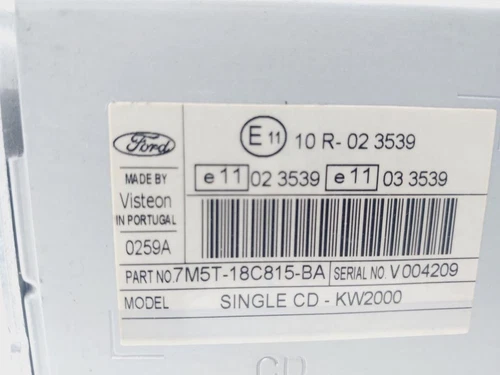 Ford
E 11 10 R- 02 3539
MADE BY
e 11 02 3539 e 11 03 3539
Visteon
IN PORTUGAL
0259A
PART NO. 7M5T-18C815-BA SERIAL NO. V 004209
MODEL SINGLE CD - KW2000